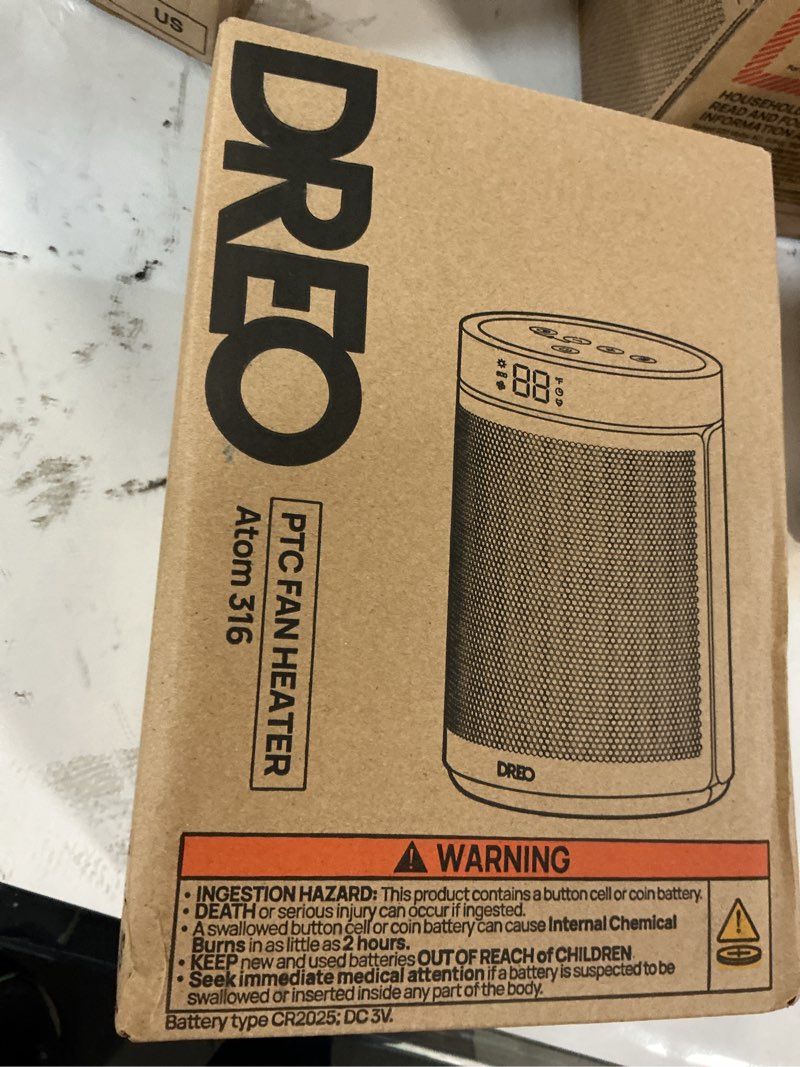 US
HOUSEHOLD
READ AND FO
INFORMATION
DREO
PTC FAN HEATER
Atom 316
88
°F
DREO
WARNING
• INGESTION HAZARD: This product contains a button cell or coin battery.
• DEATH or serious injury can occur if ingested.
• A swallowed button cell or coin battery can cause Internal Chemical
Burns in as little as 2 hours.
• KEEP new and used batteries OUT OF REACH of CHILDREN
• Seek immediate medical attention if a battery is suspected to be
swallowed or inserted inside any part of the body.
Battery type CR2025; DC 3V.